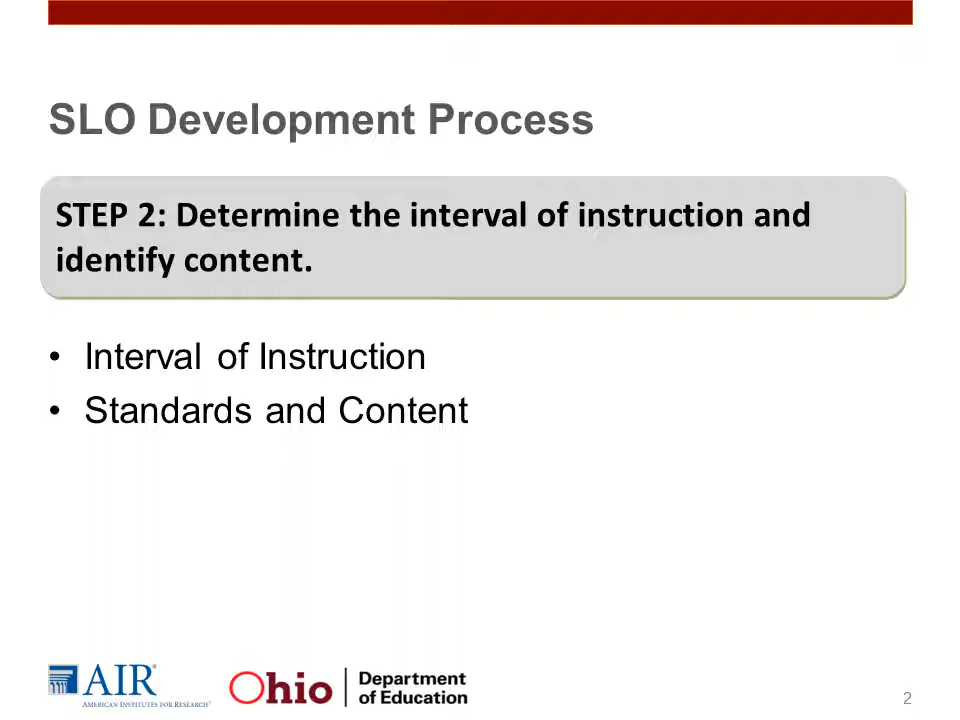 SLO Development Process
STEP 2: Determine the interval of instruction and
identify content.
• Interval of Instruction
• Standards and Content
AIR®
AMERICAN INSTITUTES FOR RESEARCH®
Ohio
Department
of Education
2